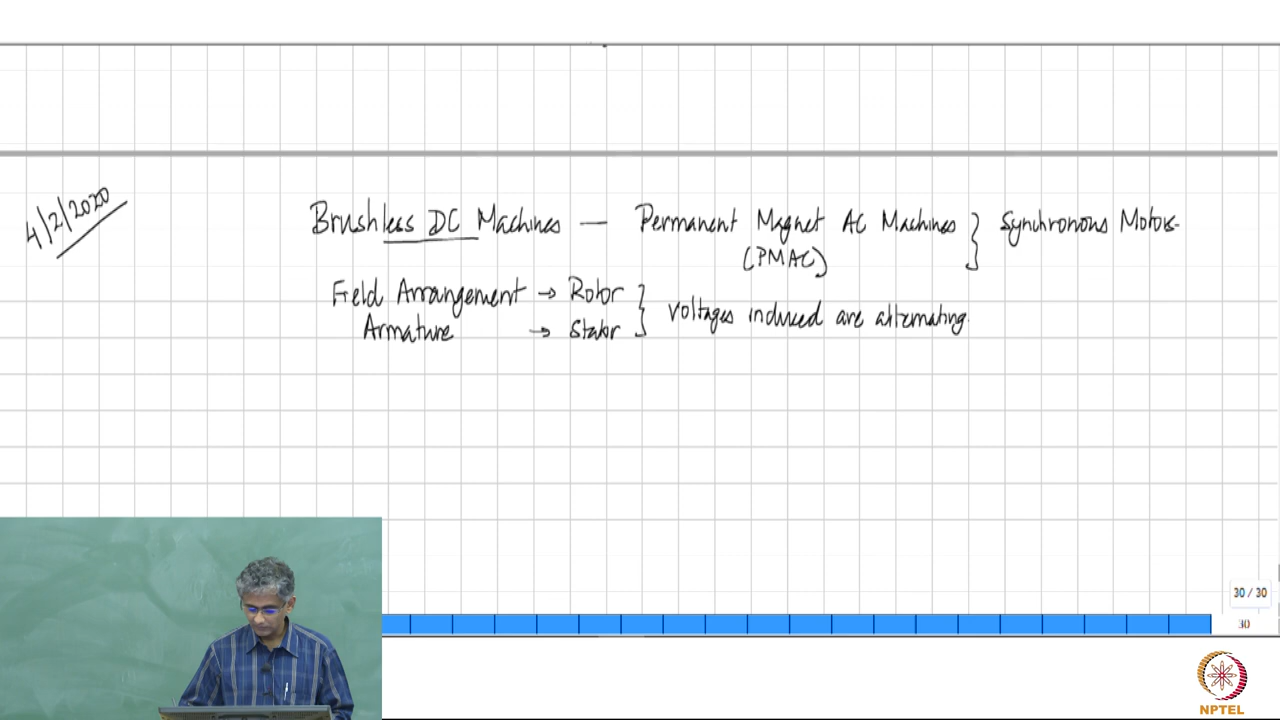 4/2/2020
Brushless DC Machines — Permanent Magnet AC Machines } Synchronous Motors.
(PMAC)
Field Arrangement → Rotor
Armature → Stator } Voltages induced are alternating.
30 / 30
30
NPTEL